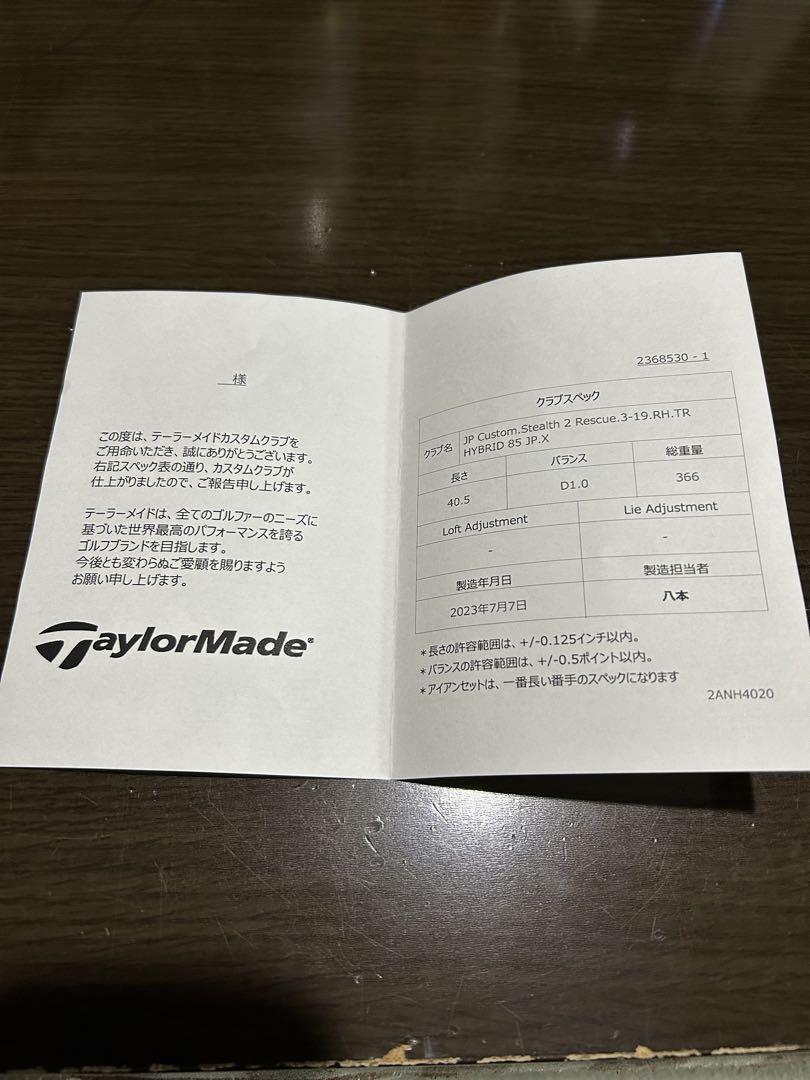 様
この度は、テーラーメイドカスタムクラブを
ご用命いただき、誠にありがとうございます。
右記スペック表の通り、カスタムクラブが
仕上がりましたので、ご報告申し上げます。
テーラーメイドは、全てのゴルファーのニーズに
基づいた世界最高のパフォーマンスを誇る
ゴルフブランドを目指します。
今後とも変わらぬご愛顧を賜りますよう
お願い申し上げます。
TaylorMade®
2368530 - 1
クラブスペック
クラブ名 JP Custom.Stealth 2 Rescue.3-19.RH.TR
HYBRID 85 JP.X
長さ バランス 総重量
40.5 D1.0 366
Loft Adjustment Lie Adjustment
- -
製造年月日 製造担当者
2023年7月7日 八本
*長さの許容範囲は、+/-0.125インチ以内。
*バランスの許容範囲は、+/-0.5ポイント以内。
*アイアンセットは、一番長い番手のスペックになります
2ANH4020